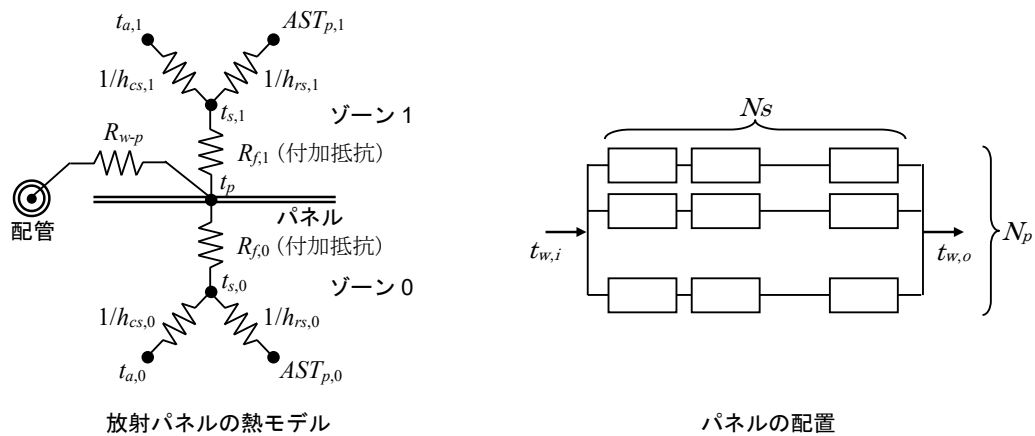 t_{a,1}
AST_{p,1}
1/h_{cs,1}
1/h_{rs,1}
t_{s,1}
ゾーン 1
R_{w-p}
R_{f,1} (付加抵抗)
t_p
配管
パネル
R_{f,0} (付加抵抗)
t_{s,0}
ゾーン 0
1/h_{cs,0}
1/h_{rs,0}
t_{a,0}
AST_{p,0}
放射パネルの熱モデル
Ns
t_{w,i}
t_{w,o}
N_p
パネルの配置